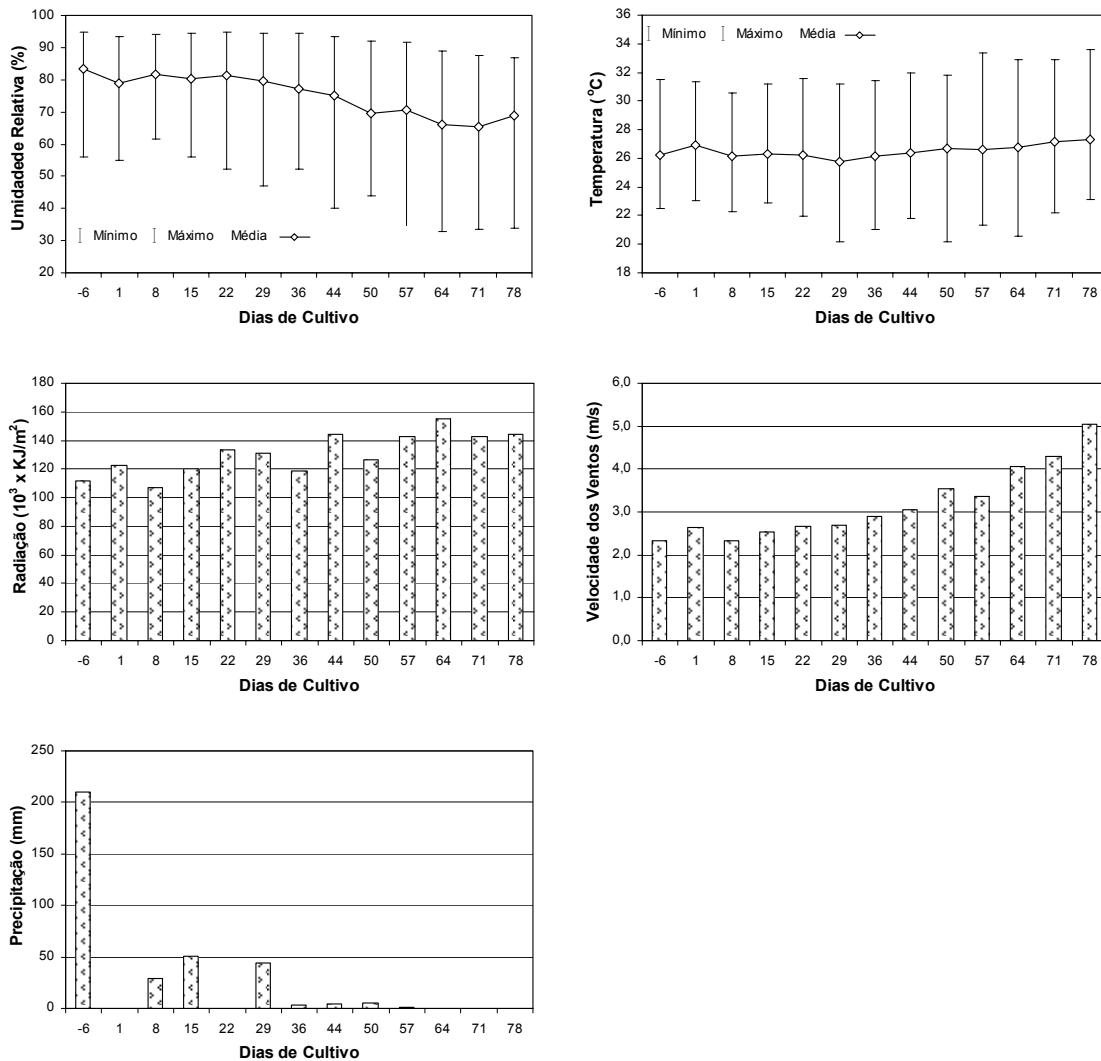 Umidadede Relativa (%)
100
90
80
70
60
50
40
30
20
Mínimo Máximo Média
-6 1 8 15 22 29 36 44 50 57 64 71 78
Dias de Cultivo
Temperatura (°C)
36
34
32
30
28
26
24
22
20
18
Mínimo Máximo Média
-6 1 8 15 22 29 36 44 50 57 64 71 78
Dias de Cultivo
Radiação (10³ x KJ/m²)
180
160
140
120
100
80
60
40
20
0
-6 1 8 15 22 29 36 44 50 57 64 71 78
Dias de Cultivo
Velocidade dos Ventos (m/s)
6,0
5,0
4,0
3,0
2,0
1,0
0,0
-6 1 8 15 22 29 36 44 50 57 64 71 78
Dias de Cultivo
Precipitação (mm)
250
200
150
100
50
0
-6 1 8 15 22 29 36 44 50 57 64 71 78
Dias de Cultivo